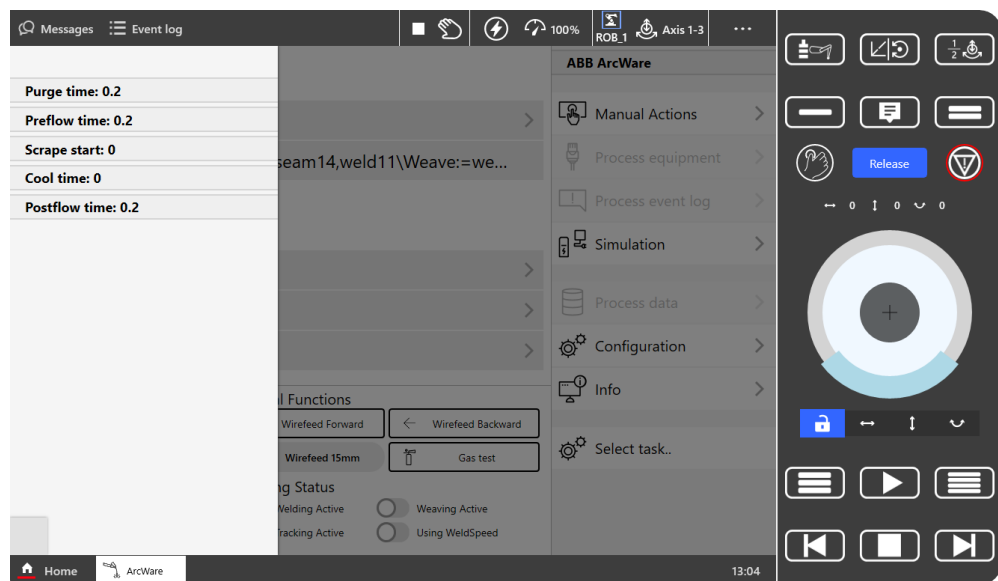 Messages Event log 100% ROB_1 Axis 1-3 ...
ABB ArcWare
Purge time: 0.2
Preflow time: 0.2
Scrape start: 0
Cool time: 0
Postflow time: 0.2
seam14,weld11\Weave:=we...
Manual Actions
Process equipment
Process event log
Simulation
Process data
Configuration
Info
Select task..
l Functions
Wirefeed Forward
Wirefeed Backward
Wirefeed 15mm
Gas test
ng Status
Welding Active
Weaving Active
Tracking Active
Using WeldSpeed
Home
ArcWare
13:04
1
2
Release
0 0 0